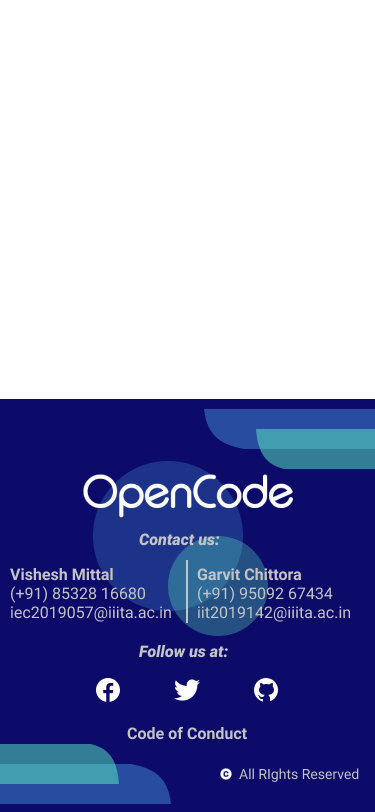 OpenCode
Contact us:
Vishesh Mittal
(+91) 85328 16680
iec2019057@iiita.ac.in
Garvit Chittora
(+91) 95092 67434
iit2019142@iiita.ac.in
Follow us at:
Code of Conduct
© All RIghts Reserved